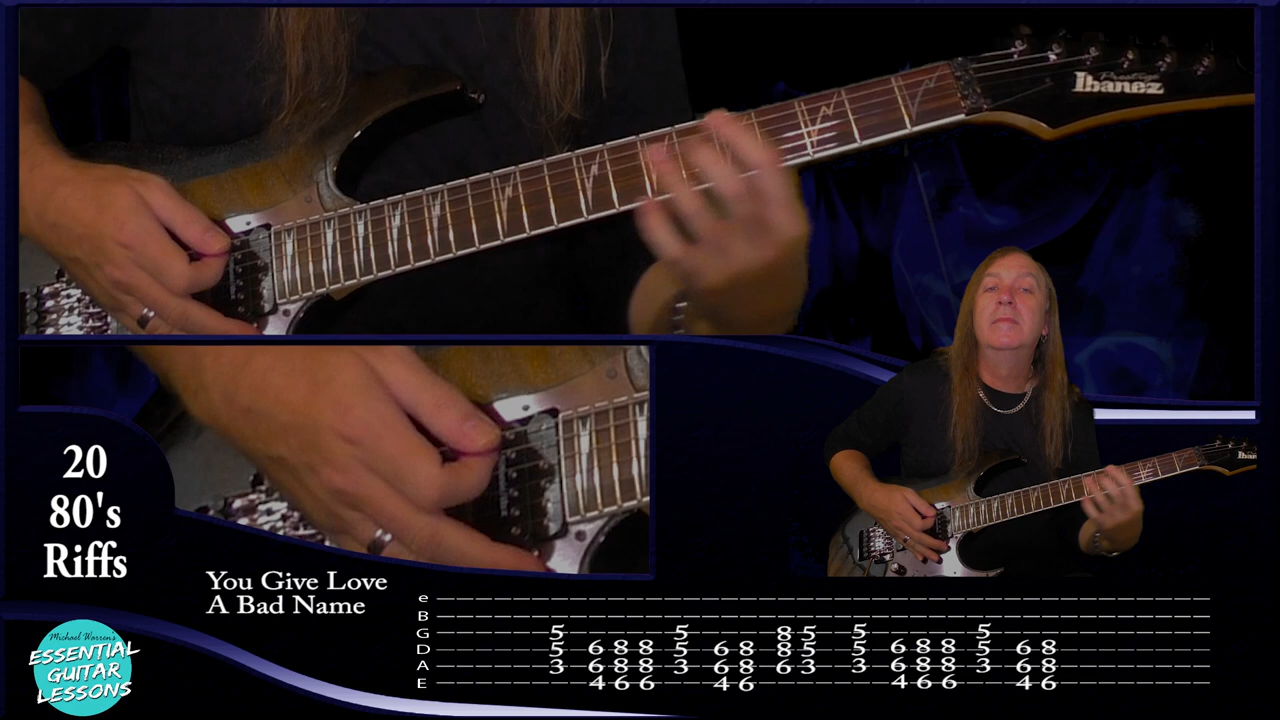 Prestige
Ibanez
Ibanez
20
80's
Riffs
You Give Love
A Bad Name
e
B
G 5 5 8 5 5 5
D 5 6 8 8 5 6 8 8 5 5 6 8 8 5 6 8
A 3 6 8 8 3 6 8 6 3 3 6 8 8 3 6 8
E 4 6 6 4 6 4 6 6 4 6
Michael Warren's
ESSENTIAL
GUITAR
LESSONS